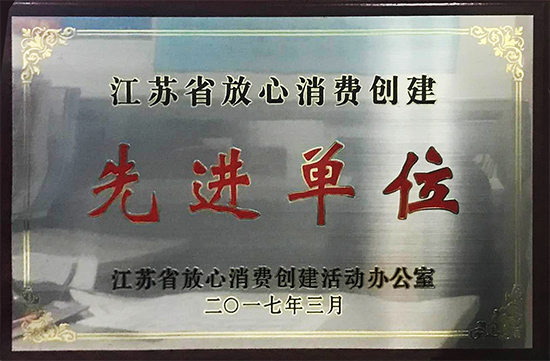 江苏省放心消费创建
先进单位
江苏省放心消费创建活动办公室
二〇一七年三月